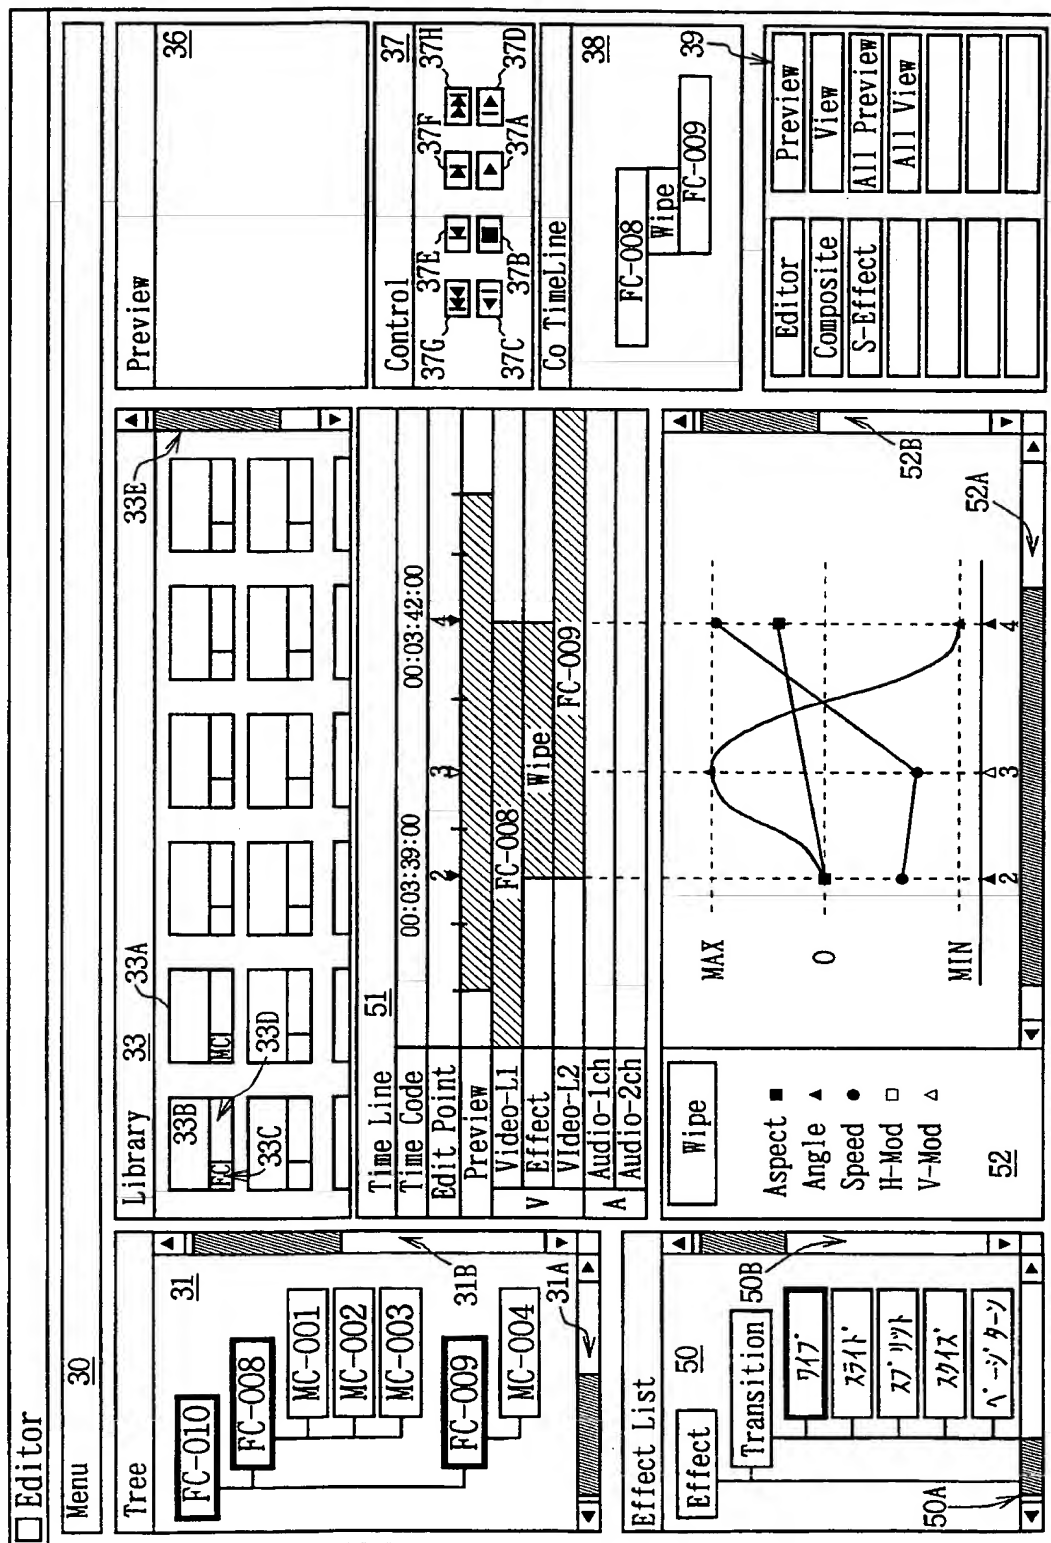 Editor
Menu 30
Tree
31
FC-010
FC-008
MC-001
MC-002
MC-003
FC-009
MC-004
31B
31A
Library 33 33A
33B
33C
33D
33E
FC
MC
Preview
36
Control
37
37G 37E 37F 37H
37C 37B 37A 37D
Co TimeLine
38
FC-008
Wipe
FC-009
39
Time Line 51
Time Code 00:03:39:00 00:03:42:00
Edit Point 2 3 4
Preview
V
Video-L1 FC-008
Effect Wipe
VIdeo-L2 FC-009
A
Audio-1ch
Audio-2ch
Effect List
50
Effect
Transition
ワイプ
スライド
スプリット
スクイズ
ページターン
50B
50A
Wipe
Aspect ■
Angle ▲
Speed ●
H-Mod □
V-Mod △
52
MAX
0
MIN
2 3 4
52B
52A
Editor Preview
Composite View
S-Effect All Preview
All View